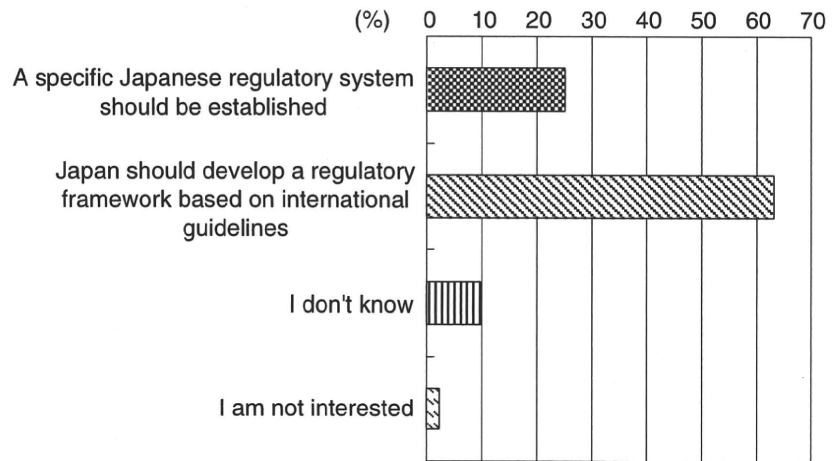 (%) 0 10 20 30 40 50 60 70
A specific Japanese regulatory system
should be established
Japan should develop a regulatory
framework based on international
guidelines
I don't know
I am not interested